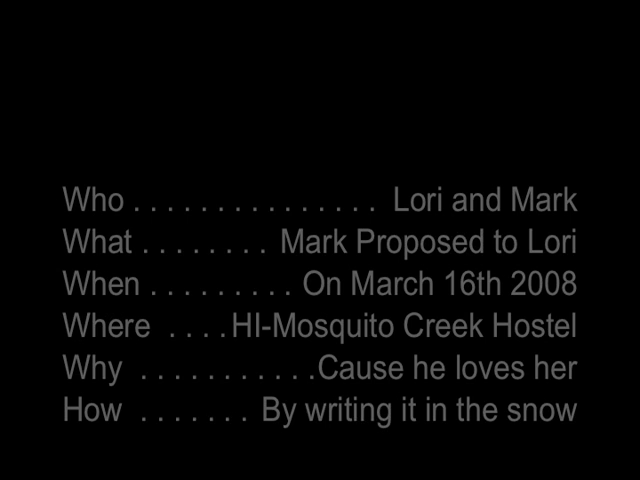 Who . . . . . . . . . . . . . . . Lori and Mark
What . . . . . . . . Mark Proposed to Lori
When . . . . . . . . . On March 16th 2008
Where . . . . HI-Mosquito Creek Hostel
Why . . . . . . . . . . .Cause he loves her
How . . . . . . . By writing it in the snow